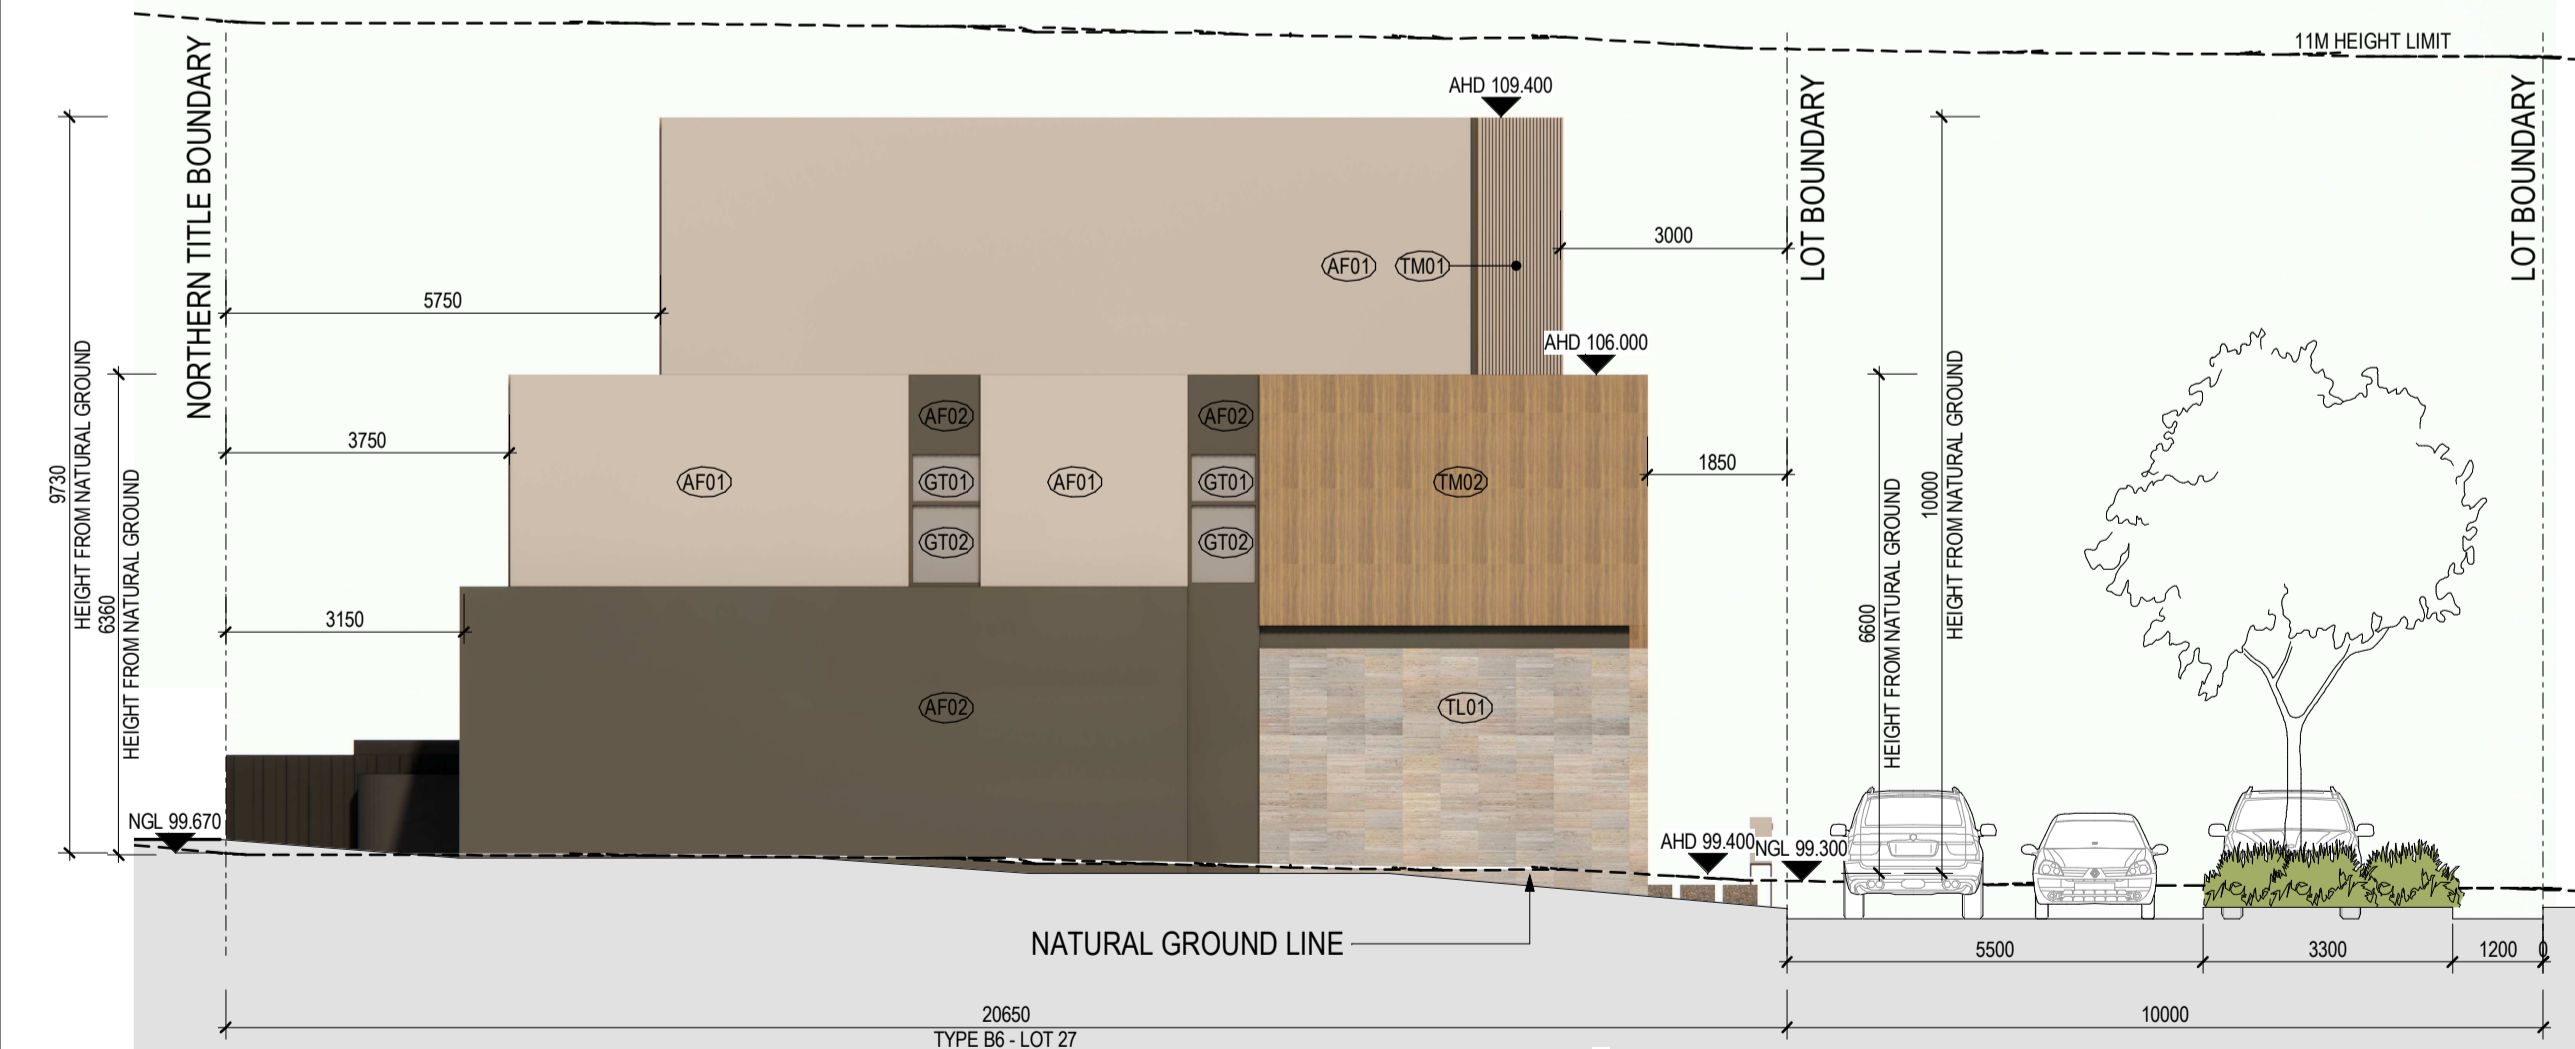 11M HEIGHT LIMIT
NORTHERN TITLE BOUNDARY
LOT BOUNDARY
LOT BOUNDARY
AHD 109.400
3000
AF01
TM01
5750
AHD 106.000
9730
HEIGHT FROM NATURAL GROUND
6360
HEIGHT FROM NATURAL GROUND
10000
HEIGHT FROM NATURAL GROUND
6600
HEIGHT FROM NATURAL GROUND
3750
AF02
AF02
1850
AF01
GT01
AF01
GT01
TM02
GT02
GT02
3150
AF02
TL01
NGL 99.670
AHD 99.400
NGL 99.300
NATURAL GROUND LINE
5500
3300
1200
0
20650
TYPE B6 - LOT 27
10000